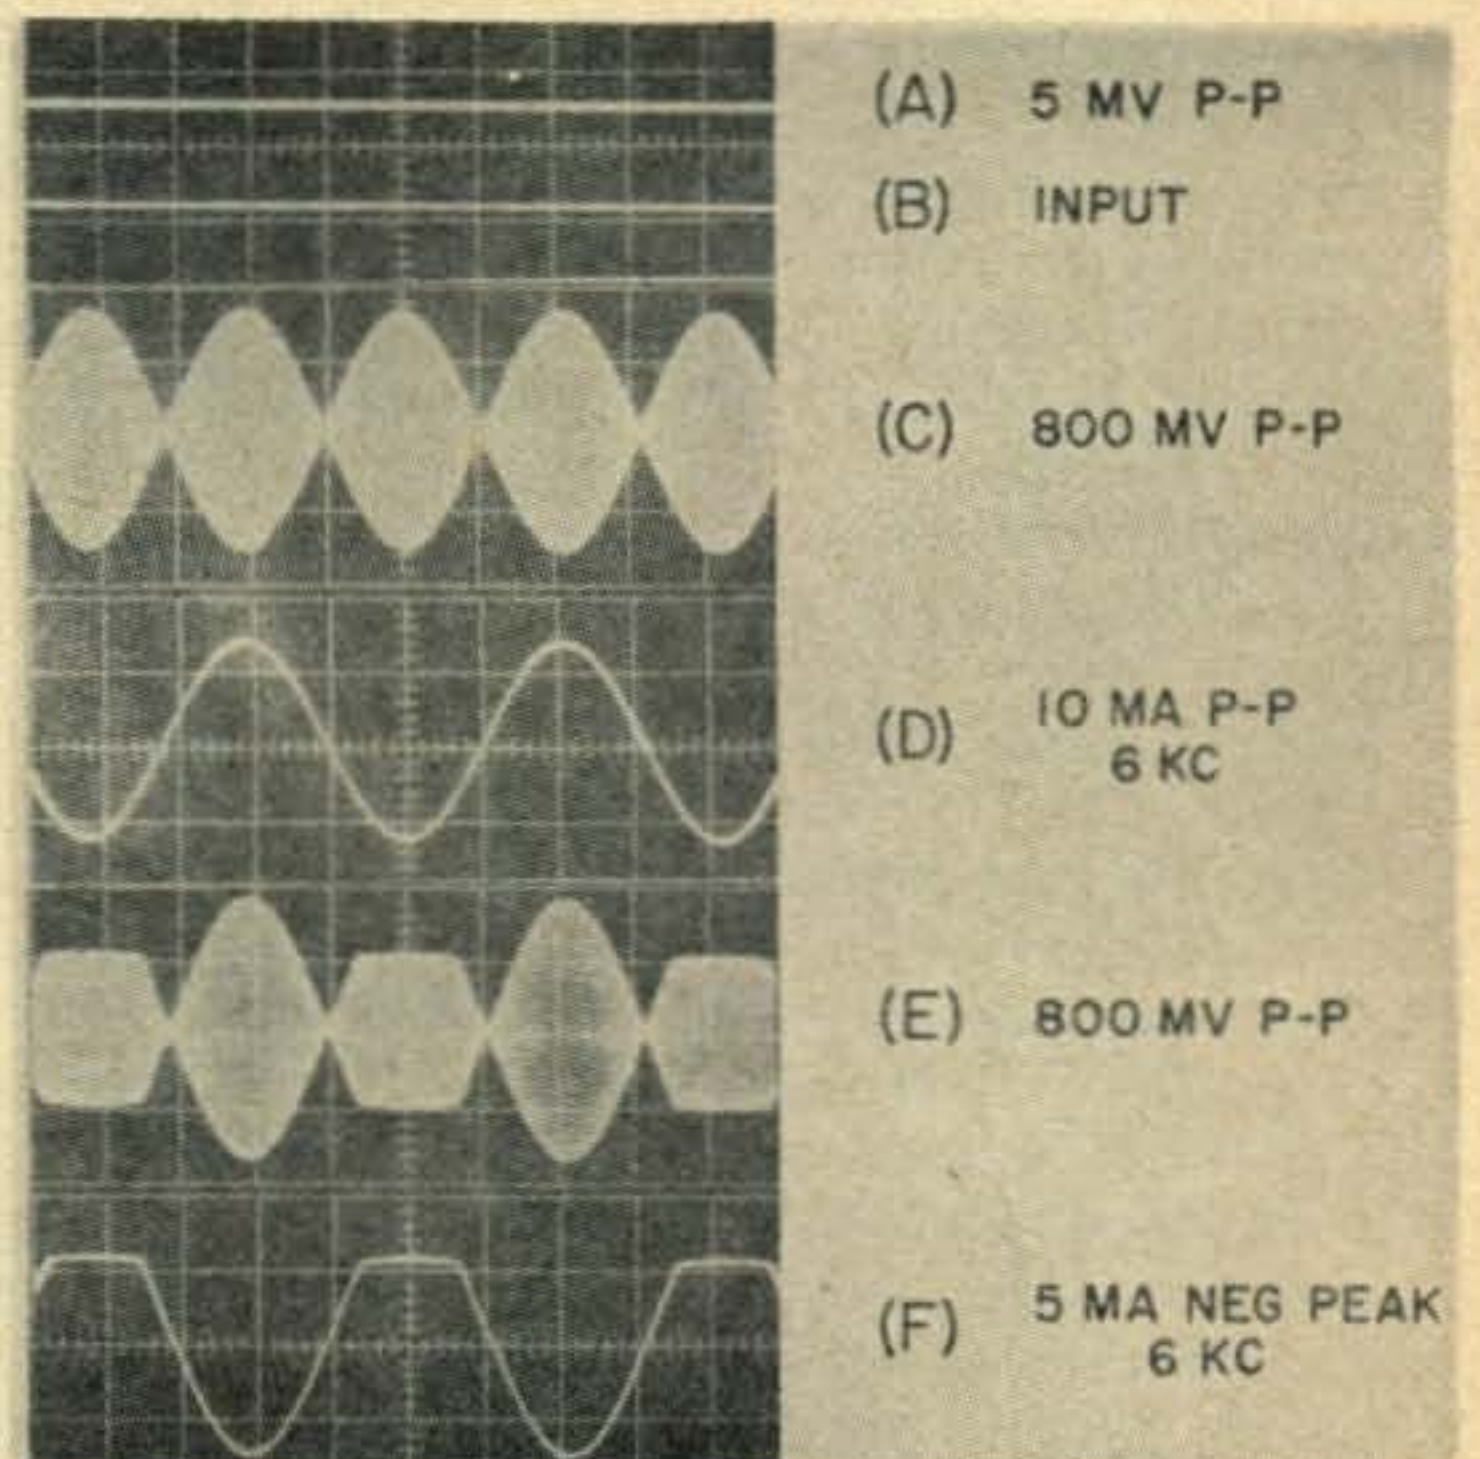 (A) 5 MV P-P
(B) INPUT
(C) 800 MV P-P
(D) 10 MA P-P
6 KC
(E) 800 MV P-P
(F) 5 MA NEG PEAK
6 KC